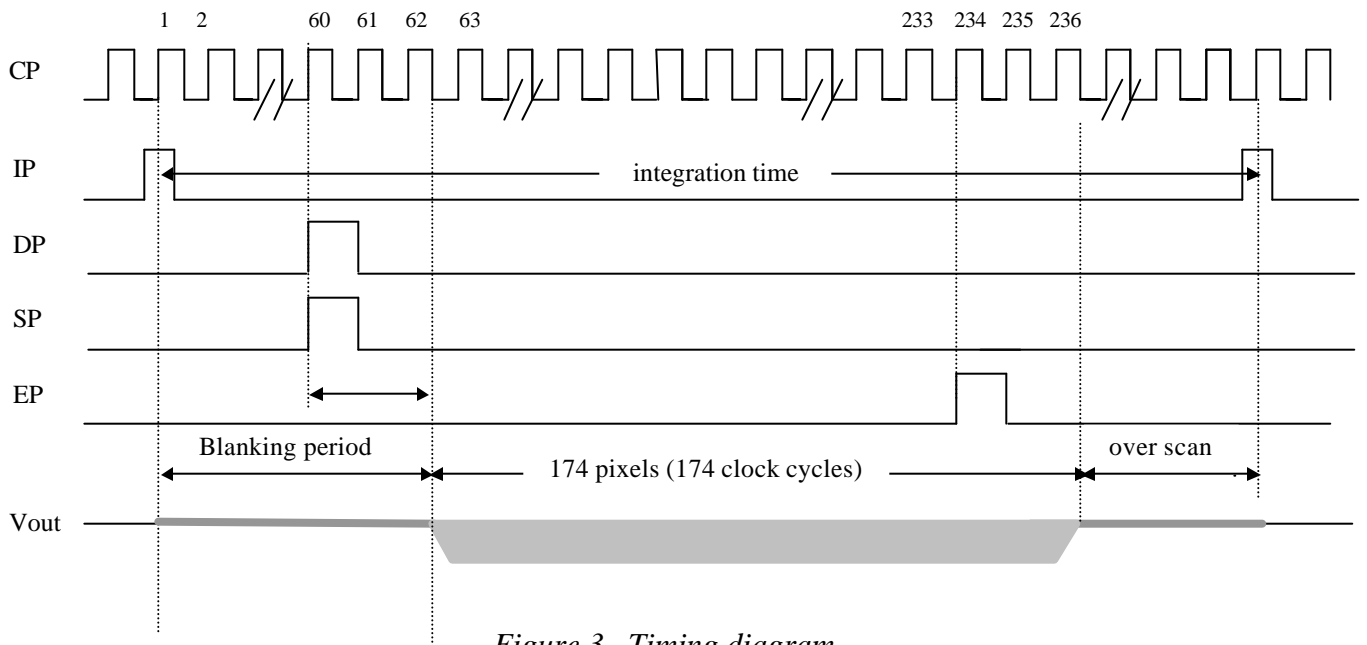 1 2 60 61 62 63 233 234 235 236
CP
IP
integration time
DP
SP
EP
Blanking period
174 pixels (174 clock cycles)
over scan
Vout
Figure 3. Timing diagram